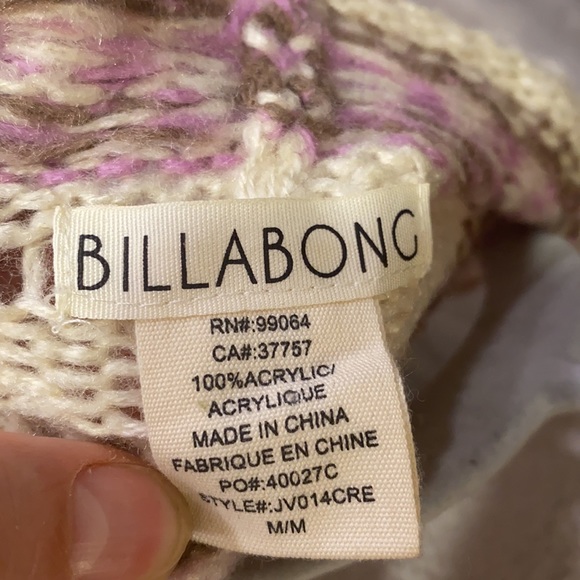 BILLABONG
RN#:99064
CA#:37757
100%ACRYLIC/
ACRYLIQUE
MADE IN CHINA
FABRIQUE EN CHINE
PO#:40027C
STYLE#:JV014CRE
M/M